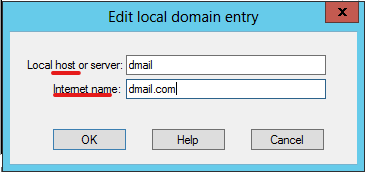 Edit local domain entry
x
Local host or server: dmail
Internet name: dmail.com
OK Help Cancel